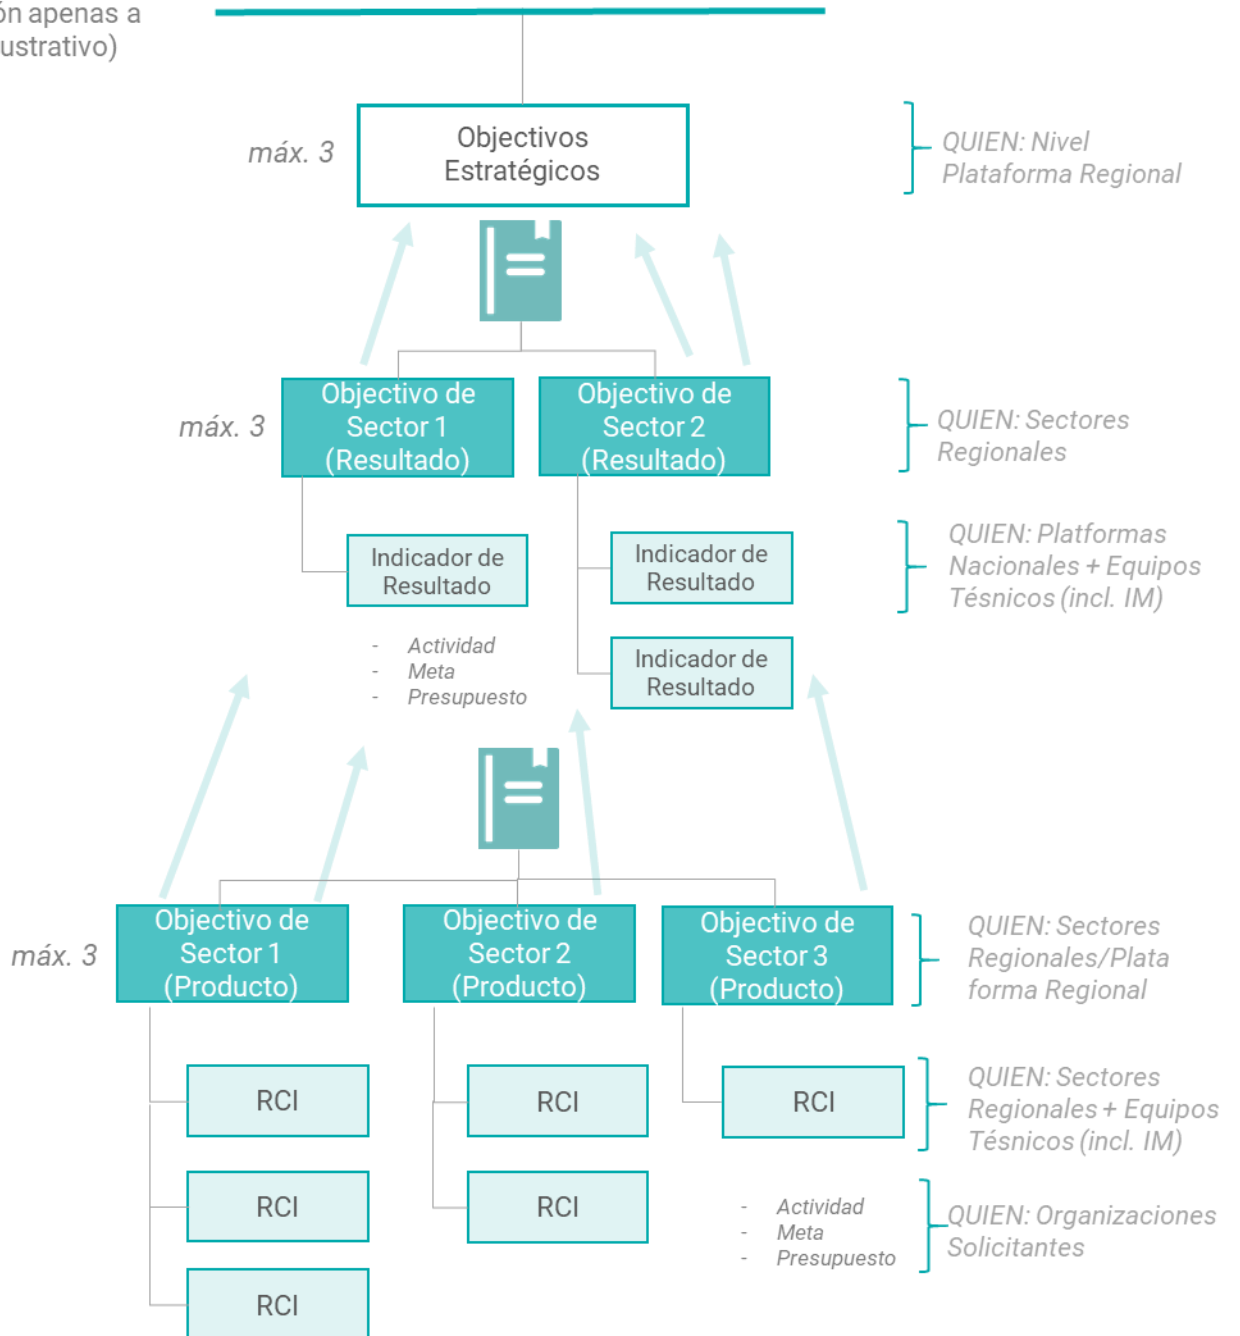 ón apenas a
ustrativo)
Objectivos
Estratégicos
máx. 3
QUIEN: Nivel
Plataforma Regional
máx. 3
Objectivo de
Sector 1
(Resultado)
Objectivo de
Sector 2
(Resultado)
QUIEN: Sectores
Regionales
Indicador de
Resultado
Indicador de
Resultado
QUIEN: Platformas
Nacionales + Equipos
Tésnicos (incl. IM)
- Actividad
- Meta
- Presupuesto
Indicador de
Resultado
máx. 3
Objectivo de
Sector 1
(Producto)
Objectivo de
Sector 2
(Producto)
Objectivo de
Sector 3
(Producto)
QUIEN: Sectores
Regionales/Plata
forma Regional
RCI
RCI
RCI
QUIEN: Sectores
Regionales + Equipos
Tésnicos (incl. IM)
RCI
RCI
- Actividad
- Meta
- Presupuesto
QUIEN: Organizaciones
Solicitantes
RCI